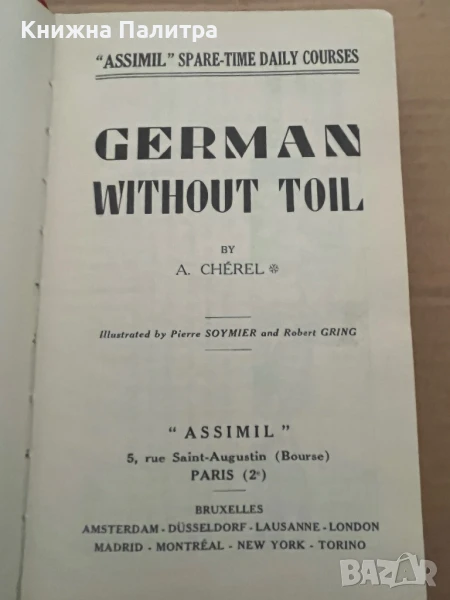 Книжна Палитра
"ASSIMIL" SPARE-TIME DAILY COURSES
GERMAN
WITHOUT TOIL
BY
A. CHÉREL
Illustrated by Pierre SOYMIER and Robert GRING
"ASSIMIL"
5, rue Saint-Augustin (Bourse)
PARIS (2e)
BRUXELLES
AMSTERDAM - DÜSSELDORF - LAUSANNE - LONDON
MADRID - MONTRÉAL - NEW YORK - TORINO
BAZAR